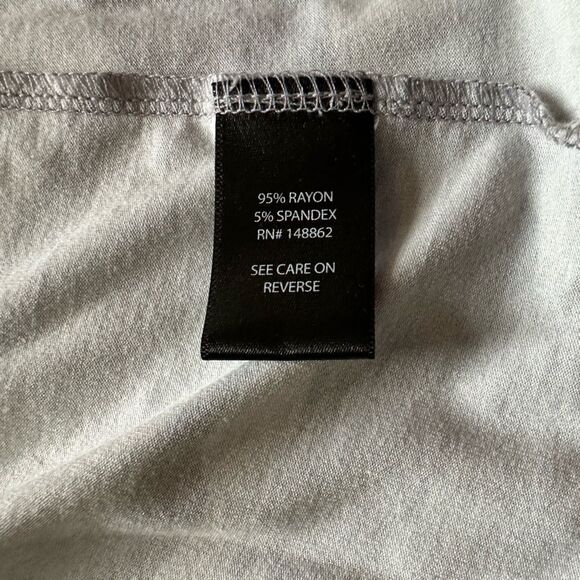 95% RAYON
5% SPANDEX
RN# 148862
SEE CARE ON
REVERSE